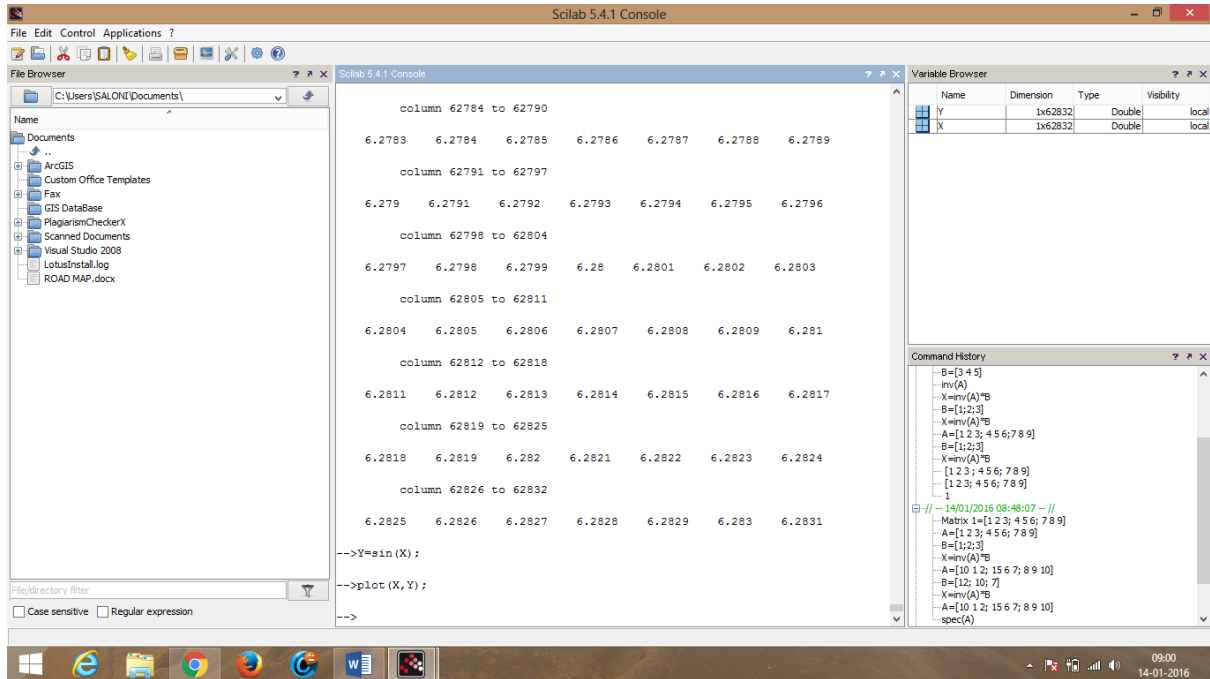 Scilab 5.4.1 Console
File Edit Control Applications ?
File Browser
C:\Users\SALONI\Documents\
Name
Documents
..
ArcGIS
Custom Office Templates
Fax
GIS DataBase
PlagiarismCheckerX
Scanned Documents
Visual Studio 2008
LotusInstall.log
ROAD MAP.docx
File/directory filter
Case sensitive Regular expression
Scilab 5.4.1 Console
column 62784 to 62790
6.2783 6.2784 6.2785 6.2786 6.2787 6.2788 6.2789
column 62791 to 62797
6.279 6.2791 6.2792 6.2793 6.2794 6.2795 6.2796
column 62798 to 62804
6.2797 6.2798 6.2799 6.28 6.2801 6.2802 6.2803
column 62805 to 62811
6.2804 6.2805 6.2806 6.2807 6.2808 6.2809 6.281
column 62812 to 62818
6.2811 6.2812 6.2813 6.2814 6.2815 6.2816 6.2817
column 62819 to 62825
6.2818 6.2819 6.282 6.2821 6.2822 6.2823 6.2824
column 62826 to 62832
6.2825 6.2826 6.2827 6.2828 6.2829 6.283 6.2831
-->Y=sin(X);
-->plot(X,Y);
-->
Variable Browser
Name Dimension Type Visibility
Y 1x62832 Double local
X 1x62832 Double local
Command History
B=[3 4 5]
inv(A)
X=inv(A)*B
B=[1;2;3]
X=inv(A)*B
A=[1 2 3; 4 5 6;7 8 9]
B=[1;2;3]
X=inv(A)*B
[1 2 3 ; 4 5 6; 7 8 9]
[1 2 3; 4 5 6; 7 8 9]
1
// -- 14/01/2016 08:48:07 -- //
Matrix 1=[1 2 3; 4 5 6; 7 8 9]
A=[1 2 3; 4 5 6; 7 8 9]
B=[1;2;3]
X=inv(A)*B
A=[10 1 2; 15 6 7; 8 9 10]
B=[12; 10; 7]
X=inv(A)*B
A=[10 1 2; 15 6 7; 8 9 10]
spec(A)
09:00
14-01-2016